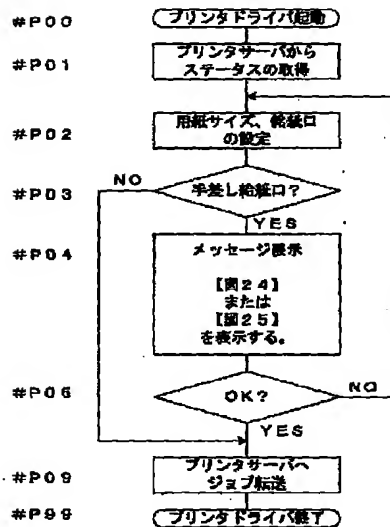 #P00
プリンタドライバ起動
#P01
プリンタサーバから
ステータスの取得
#P02
用紙サイズ、給紙口
の設定
#P03
NO
手差し給紙口?
YES
#P04
メッセージ表示
【図24】
または
【図25】
を表示する。
#P06
OK?
NO
YES
#P09
プリンタサーバへ
ジョブ転送
#P99
プリンタドライバ終了